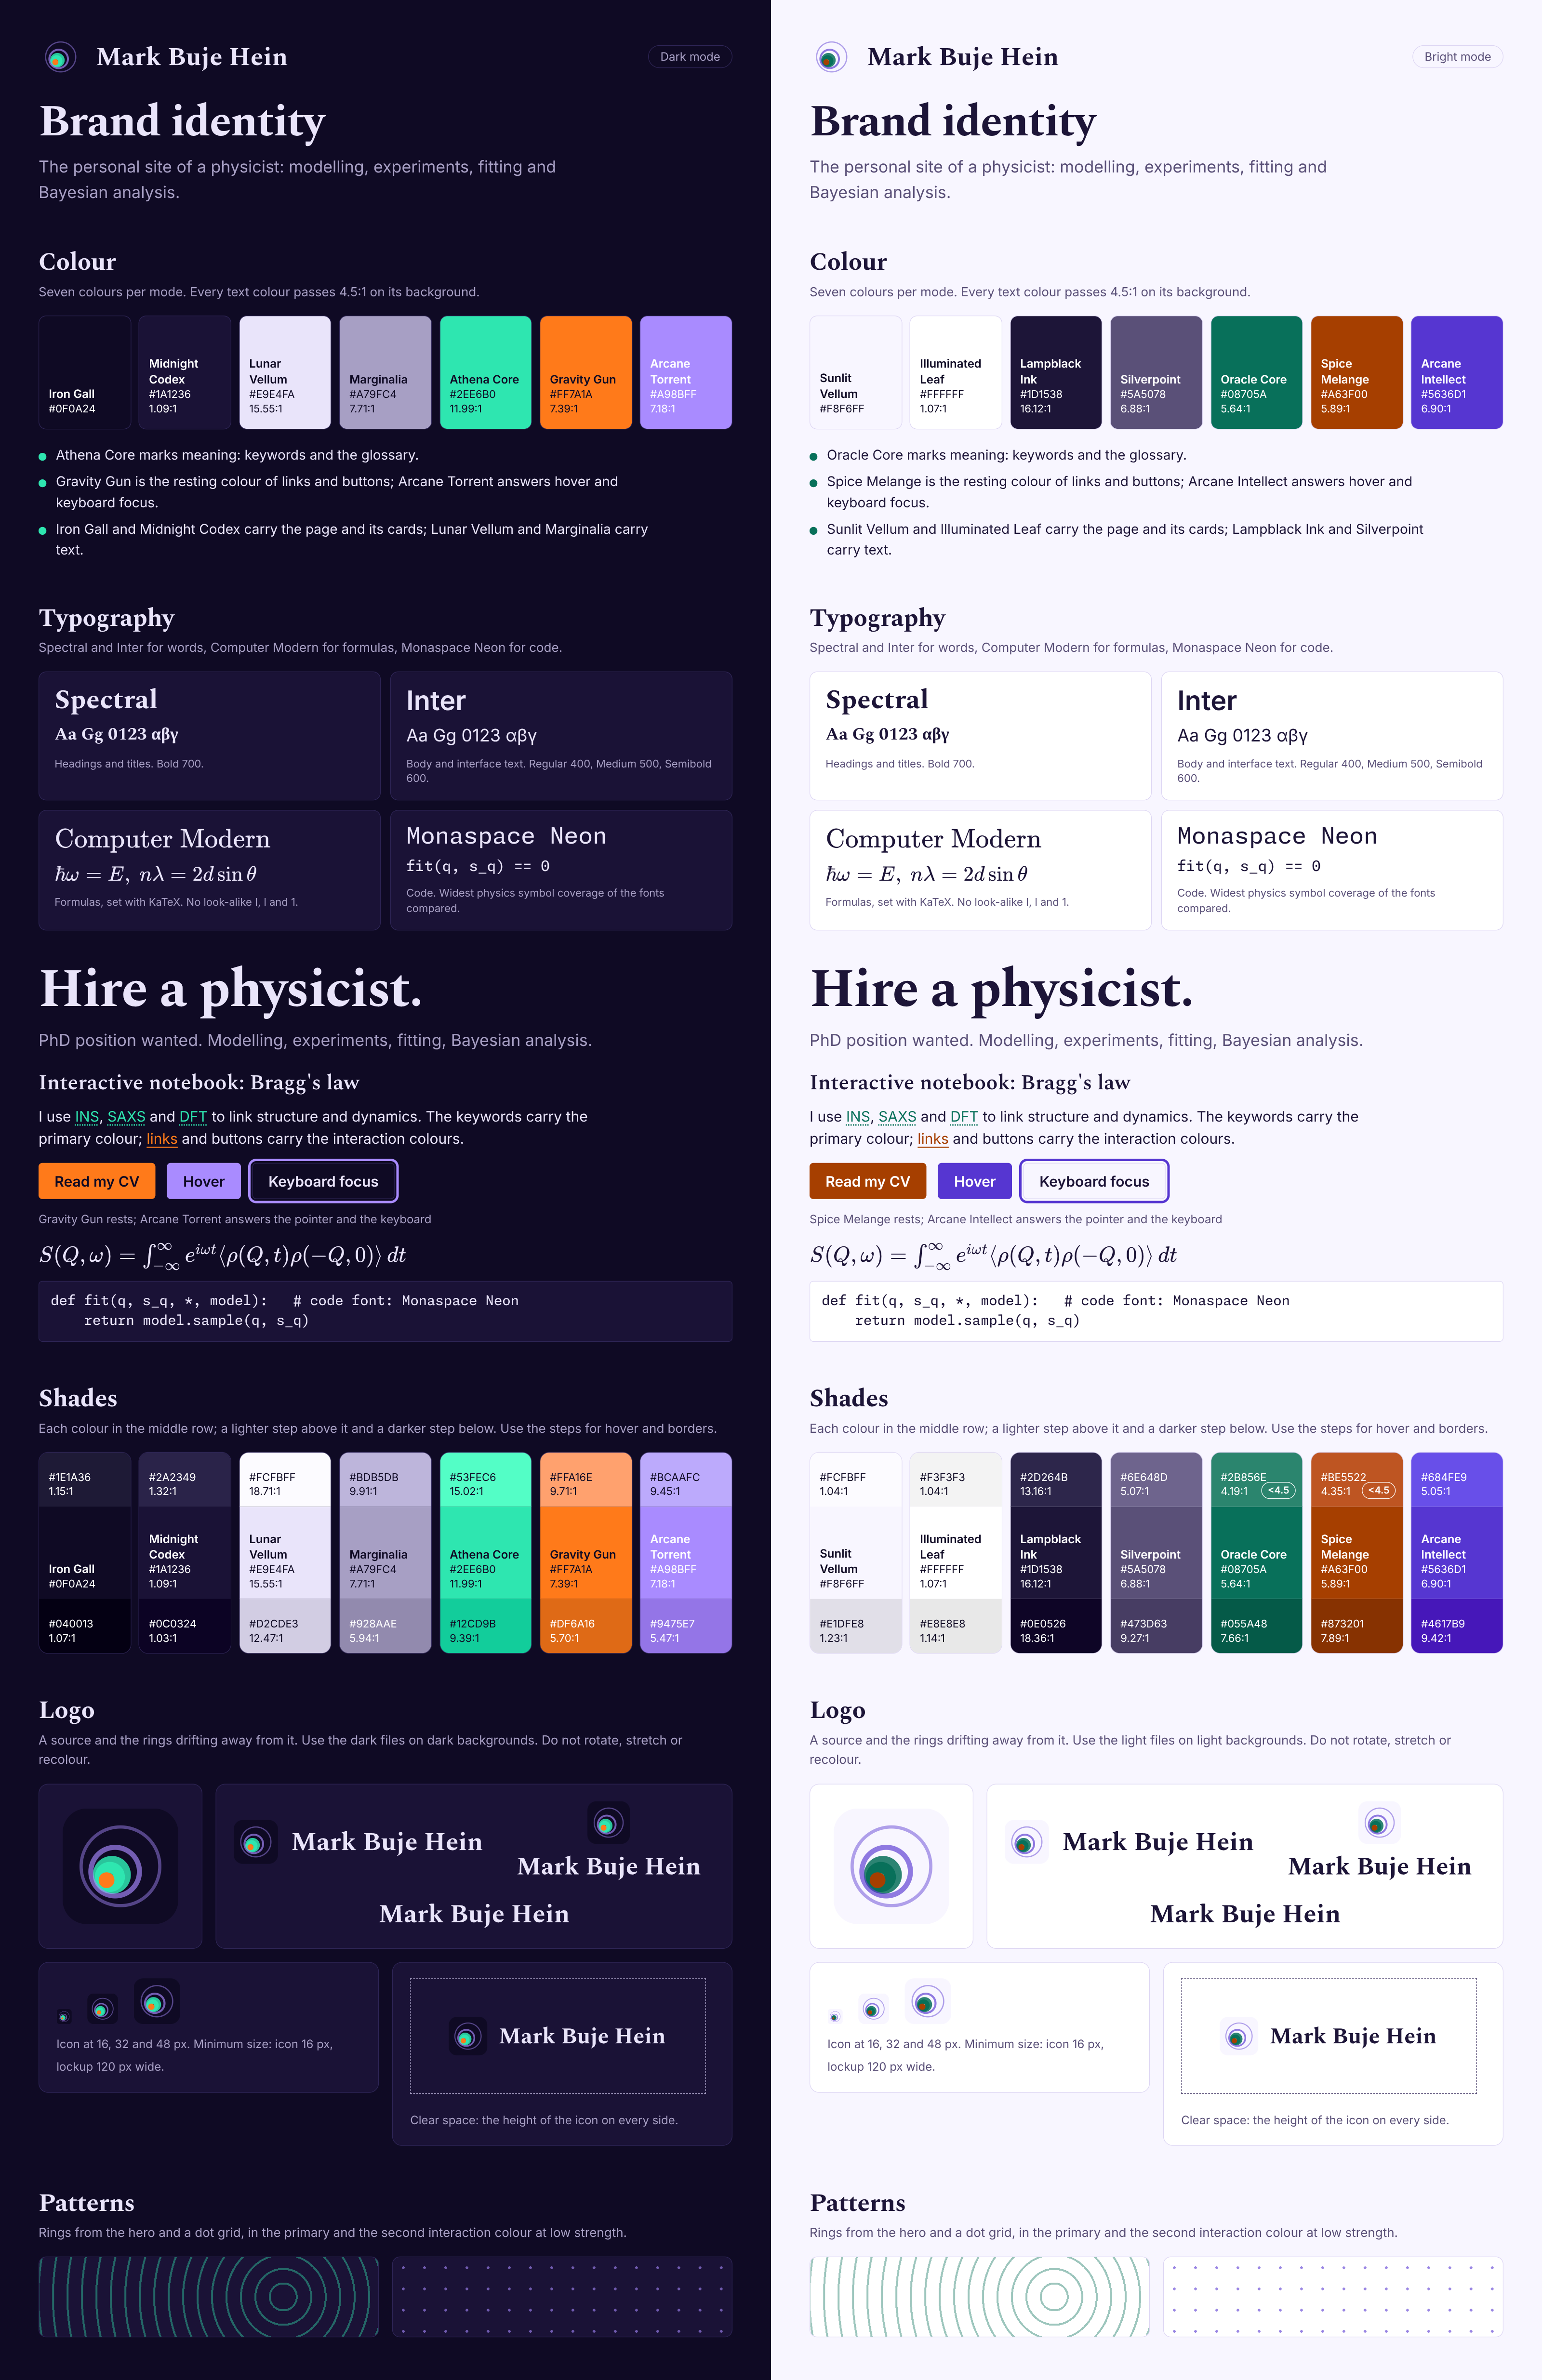 Mark Buje Hein
Dark mode
Brand identity
The personal site of a physicist: modelling, experiments, fitting and
Bayesian analysis.
Colour
Seven colours per mode. Every text colour passes 4.5:1 on its background.
Iron Gall
#0F0A24
Midnight
Codex
#1A1236
1.09:1
Lunar
Vellum
#E9E4FA
15.55:1
Marginalia
#A79FC4
7.71:1
Athena Core
#2EE6B0
11.99:1
Gravity Gun
#FF7A1A
7.39:1
Arcane
Torrent
#A98BFF
7.18:1
Athena Core marks meaning: keywords and the glossary.
Gravity Gun is the resting colour of links and buttons; Arcane Torrent answers hover and
keyboard focus.
Iron Gall and Midnight Codex carry the page and its cards; Lunar Vellum and Marginalia carry
text.
Typography
Spectral and Inter for words, Computer Modern for formulas, Monaspace Neon for code.
Spectral
Aa Gg 0123 αβγ
Headings and titles. Bold 700.
Inter
Aa Gg 0123 αβγ
Body and interface text. Regular 400, Medium 500, Semibold
600.
Computer Modern
ħω = E, nλ = 2d sin θ
Formulas, set with KaTeX. No look-alike I, l and 1.
Monaspace Neon
fit(q, s_q) == 0
Code. Widest physics symbol coverage of the fonts
compared.
Hire a physicist.
PhD position wanted. Modelling, experiments, fitting, Bayesian analysis.
Interactive notebook: Bragg's law
I use INS, SAXS and DFT to link structure and dynamics. The keywords carry the
primary colour; links and buttons carry the interaction colours.
Read my CV
Hover
Keyboard focus
Gravity Gun rests; Arcane Torrent answers the pointer and the keyboard
S(Q, ω) = ∫_{−∞}^{∞} e^{iωt}⟨ρ(Q, t)ρ(−Q, 0)⟩ dt
def fit(q, s_q, *, model):   # code font: Monaspace Neon
    return model.sample(q, s_q)
Shades
Each colour in the middle row; a lighter step above it and a darker step below. Use the steps for hover and borders.
#1E1A36
1.15:1
#2A2349
1.32:1
#FCFBFF
18.71:1
#BDB5DB
9.91:1
#53FEC6
15.02:1
#FFA16E
9.71:1
#BCAAFC
9.45:1
Iron Gall
#0F0A24
Midnight
Codex
#1A1236
1.09:1
Lunar
Vellum
#E9E4FA
15.55:1
Marginalia
#A79FC4
7.71:1
Athena Core
#2EE6B0
11.99:1
Gravity Gun
#FF7A1A
7.39:1
Arcane
Torrent
#A98BFF
7.18:1
#040013
1.07:1
#0C0324
1.03:1
#D2CDE3
12.47:1
#928AAE
5.94:1
#12CD9B
9.39:1
#DF6A16
5.70:1
#9475E7
5.47:1
Logo
A source and the rings drifting away from it. Use the dark files on dark backgrounds. Do not rotate, stretch or
recolour.
Mark Buje Hein
Mark Buje Hein
Mark Buje Hein
Icon at 16, 32 and 48 px. Minimum size: icon 16 px,
lockup 120 px wide.
Mark Buje Hein
Clear space: the height of the icon on every side.
Patterns
Rings from the hero and a dot grid, in the primary and the second interaction colour at low strength.
Mark Buje Hein
Bright mode
Brand identity
The personal site of a physicist: modelling, experiments, fitting and
Bayesian analysis.
Colour
Seven colours per mode. Every text colour passes 4.5:1 on its background.
Sunlit
Vellum
#F8F6FF
Illuminated
Leaf
#FFFFFF
1.07:1
Lampblack
Ink
#1D1538
16.12:1
Silverpoint
#5A5078
6.88:1
Oracle Core
#08705A
5.64:1
Spice
Melange
#A63F00
5.89:1
Arcane
Intellect
#5636D1
6.90:1
Oracle Core marks meaning: keywords and the glossary.
Spice Melange is the resting colour of links and buttons; Arcane Intellect answers hover and
keyboard focus.
Sunlit Vellum and Illuminated Leaf carry the page and its cards; Lampblack Ink and Silverpoint
carry text.
Typography
Spectral and Inter for words, Computer Modern for formulas, Monaspace Neon for code.
Spectral
Aa Gg 0123 αβγ
Headings and titles. Bold 700.
Inter
Aa Gg 0123 αβγ
Body and interface text. Regular 400, Medium 500, Semibold
600.
Computer Modern
ħω = E, nλ = 2d sin θ
Formulas, set with KaTeX. No look-alike I, l and 1.
Monaspace Neon
fit(q, s_q) == 0
Code. Widest physics symbol coverage of the fonts
compared.
Hire a physicist.
PhD position wanted. Modelling, experiments, fitting, Bayesian analysis.
Interactive notebook: Bragg's law
I use INS, SAXS and DFT to link structure and dynamics. The keywords carry the
primary colour; links and buttons carry the interaction colours.
Read my CV
Hover
Keyboard focus
Spice Melange rests; Arcane Intellect answers the pointer and the keyboard
S(Q, ω) = ∫_{−∞}^{∞} e^{iωt}⟨ρ(Q, t)ρ(−Q, 0)⟩ dt
def fit(q, s_q, *, model):   # code font: Monaspace Neon
    return model.sample(q, s_q)
Shades
Each colour in the middle row; a lighter step above it and a darker step below. Use the steps for hover and borders.
#FCFBFF
1.04:1
#F3F3F3
1.04:1
#2D264B
13.16:1
#6E648D
5.07:1
#2B856E
4.19:1
<4.5
#BE5522
4.35:1
<4.5
#684FE9
5.05:1
Sunlit
Vellum
#F8F6FF
Illuminated
Leaf
#FFFFFF
1.07:1
Lampblack
Ink
#1D1538
16.12:1
Silverpoint
#5A5078
6.88:1
Oracle Core
#08705A
5.64:1
Spice
Melange
#A63F00
5.89:1
Arcane
Intellect
#5636D1
6.90:1
#E1DFE8
1.23:1
#E8E8E8
1.14:1
#0E0526
18.36:1
#473D63
9.27:1
#055A48
7.66:1
#873201
7.89:1
#4617B9
9.42:1
Logo
A source and the rings drifting away from it. Use the light files on light backgrounds. Do not rotate, stretch or
recolour.
Mark Buje Hein
Mark Buje Hein
Mark Buje Hein
Icon at 16, 32 and 48 px. Minimum size: icon 16 px,
lockup 120 px wide.
Mark Buje Hein
Clear space: the height of the icon on every side.
Patterns
Rings from the hero and a dot grid, in the primary and the second interaction colour at low strength.